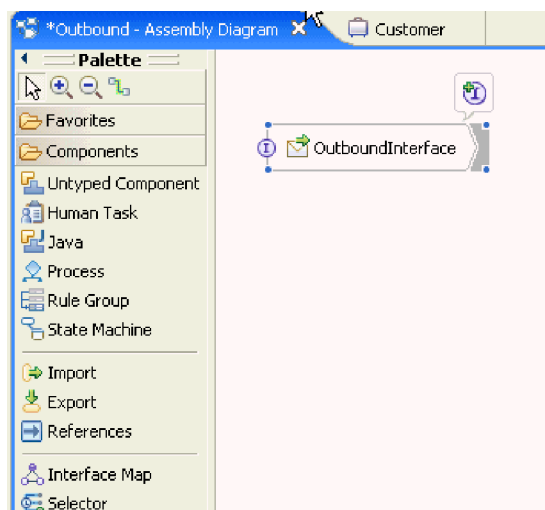 *Outbound - Assembly Diagram
Customer
Palette
Favorites
Components
Untyped Component
Human Task
Java
Process
Rule Group
State Machine
Import
Export
References
Interface Map
Selector
I OutboundInterface